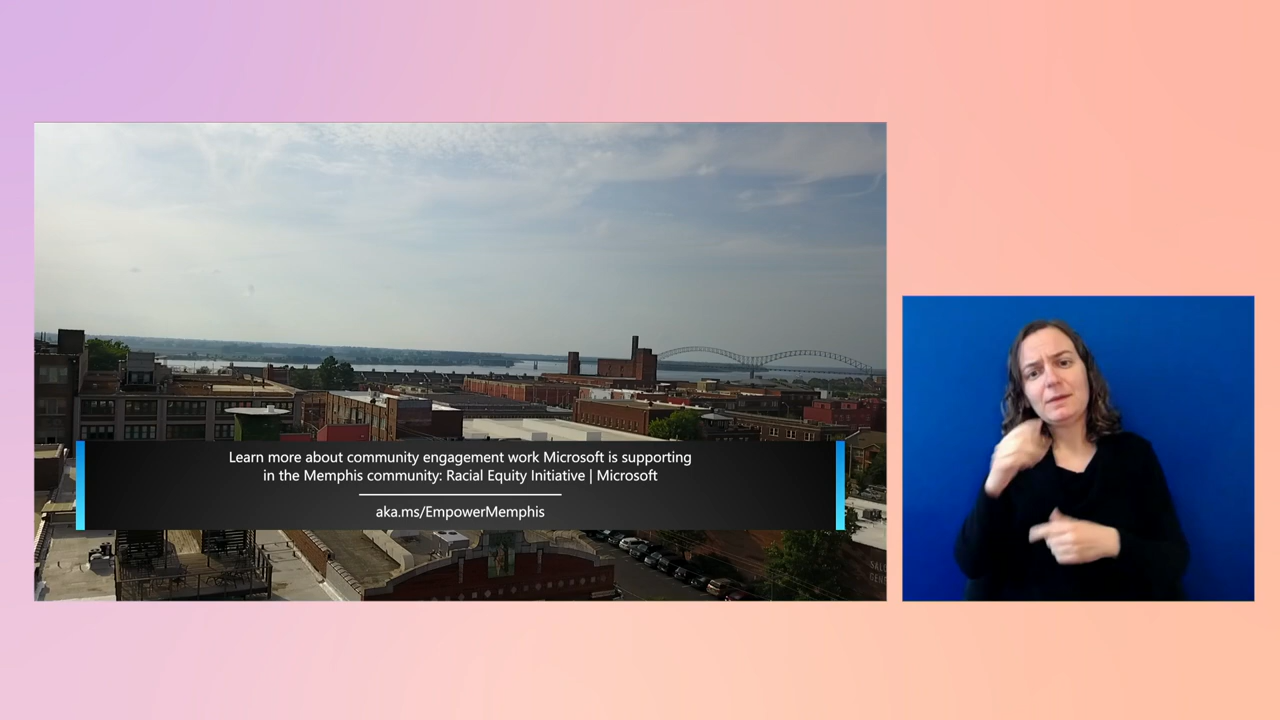 Learn more about community engagement work Microsoft is supporting
in the Memphis community: Racial Equity Initiative | Microsoft
aka.ms/EmpowerMemphis